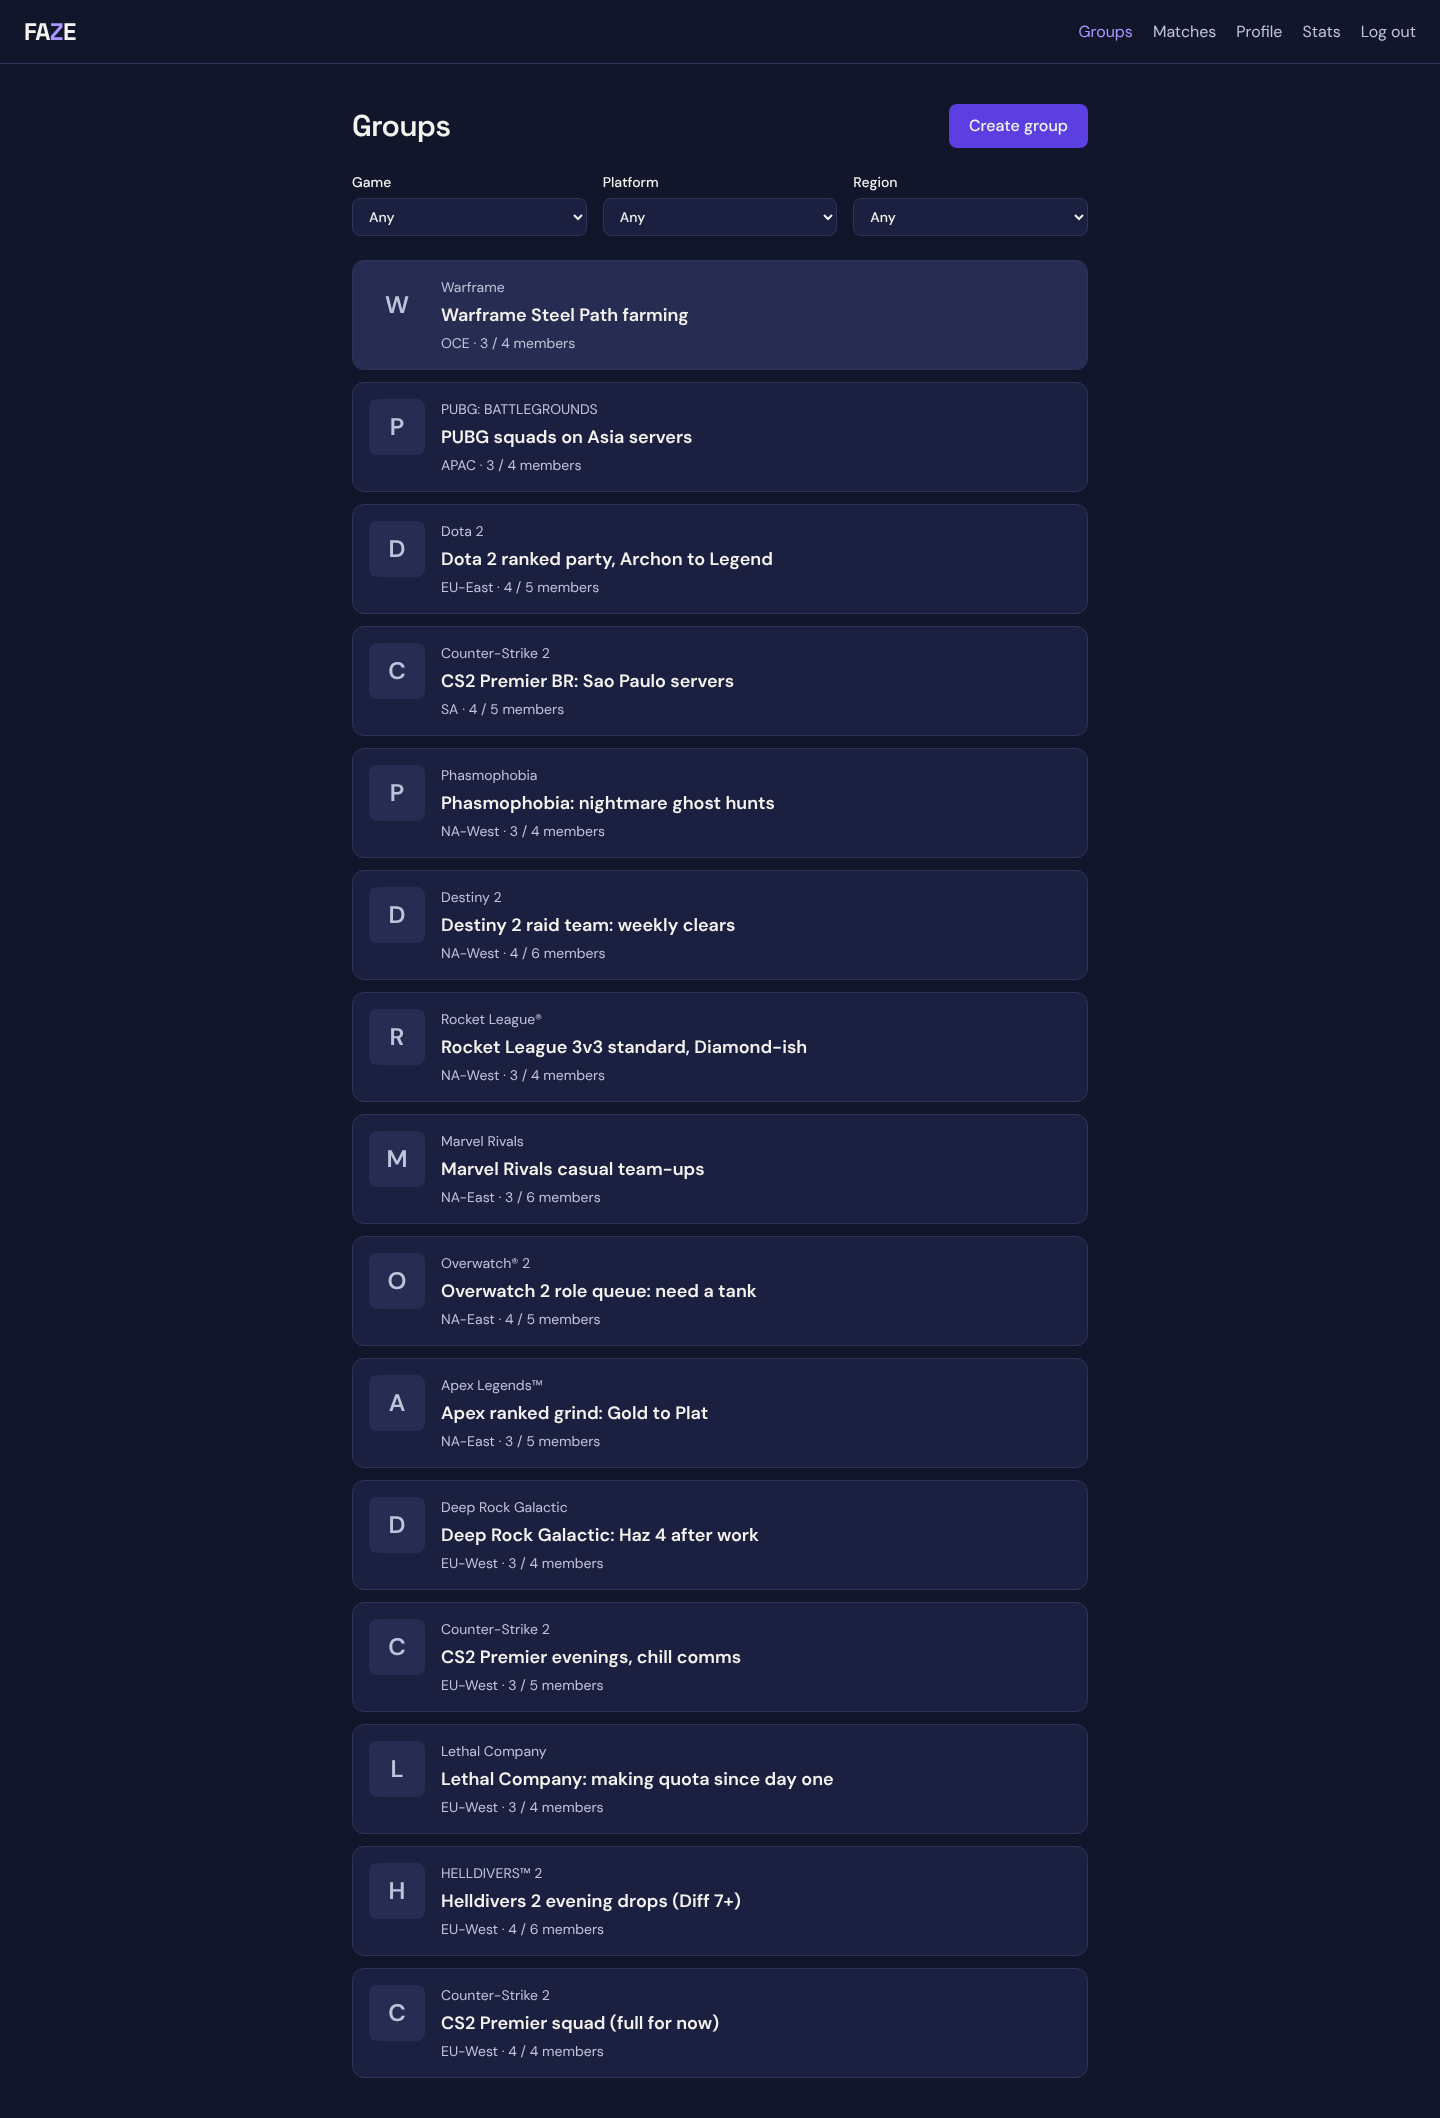 FAZE
Groups Matches Profile Stats Log out
Groups
Create group
Game Platform Region
Any Any Any
W
Warframe
Warframe Steel Path farming
OCE · 3 / 4 members
P
PUBG: BATTLEGROUNDS
PUBG squads on Asia servers
APAC · 3 / 4 members
D
Dota 2
Dota 2 ranked party, Archon to Legend
EU-East · 4 / 5 members
C
Counter-Strike 2
CS2 Premier BR: Sao Paulo servers
SA · 4 / 5 members
P
Phasmophobia
Phasmophobia: nightmare ghost hunts
NA-West · 3 / 4 members
D
Destiny 2
Destiny 2 raid team: weekly clears
NA-West · 4 / 6 members
R
Rocket League®
Rocket League 3v3 standard, Diamond-ish
NA-West · 3 / 4 members
M
Marvel Rivals
Marvel Rivals casual team-ups
NA-East · 3 / 6 members
O
Overwatch® 2
Overwatch 2 role queue: need a tank
NA-East · 4 / 5 members
A
Apex Legends™
Apex ranked grind: Gold to Plat
NA-East · 3 / 5 members
D
Deep Rock Galactic
Deep Rock Galactic: Haz 4 after work
EU-West · 3 / 4 members
C
Counter-Strike 2
CS2 Premier evenings, chill comms
EU-West · 3 / 5 members
L
Lethal Company
Lethal Company: making quota since day one
EU-West · 3 / 4 members
H
HELLDIVERS™ 2
Helldivers 2 evening drops (Diff 7+)
EU-West · 4 / 6 members
C
Counter-Strike 2
CS2 Premier squad (full for now)
EU-West · 4 / 4 members